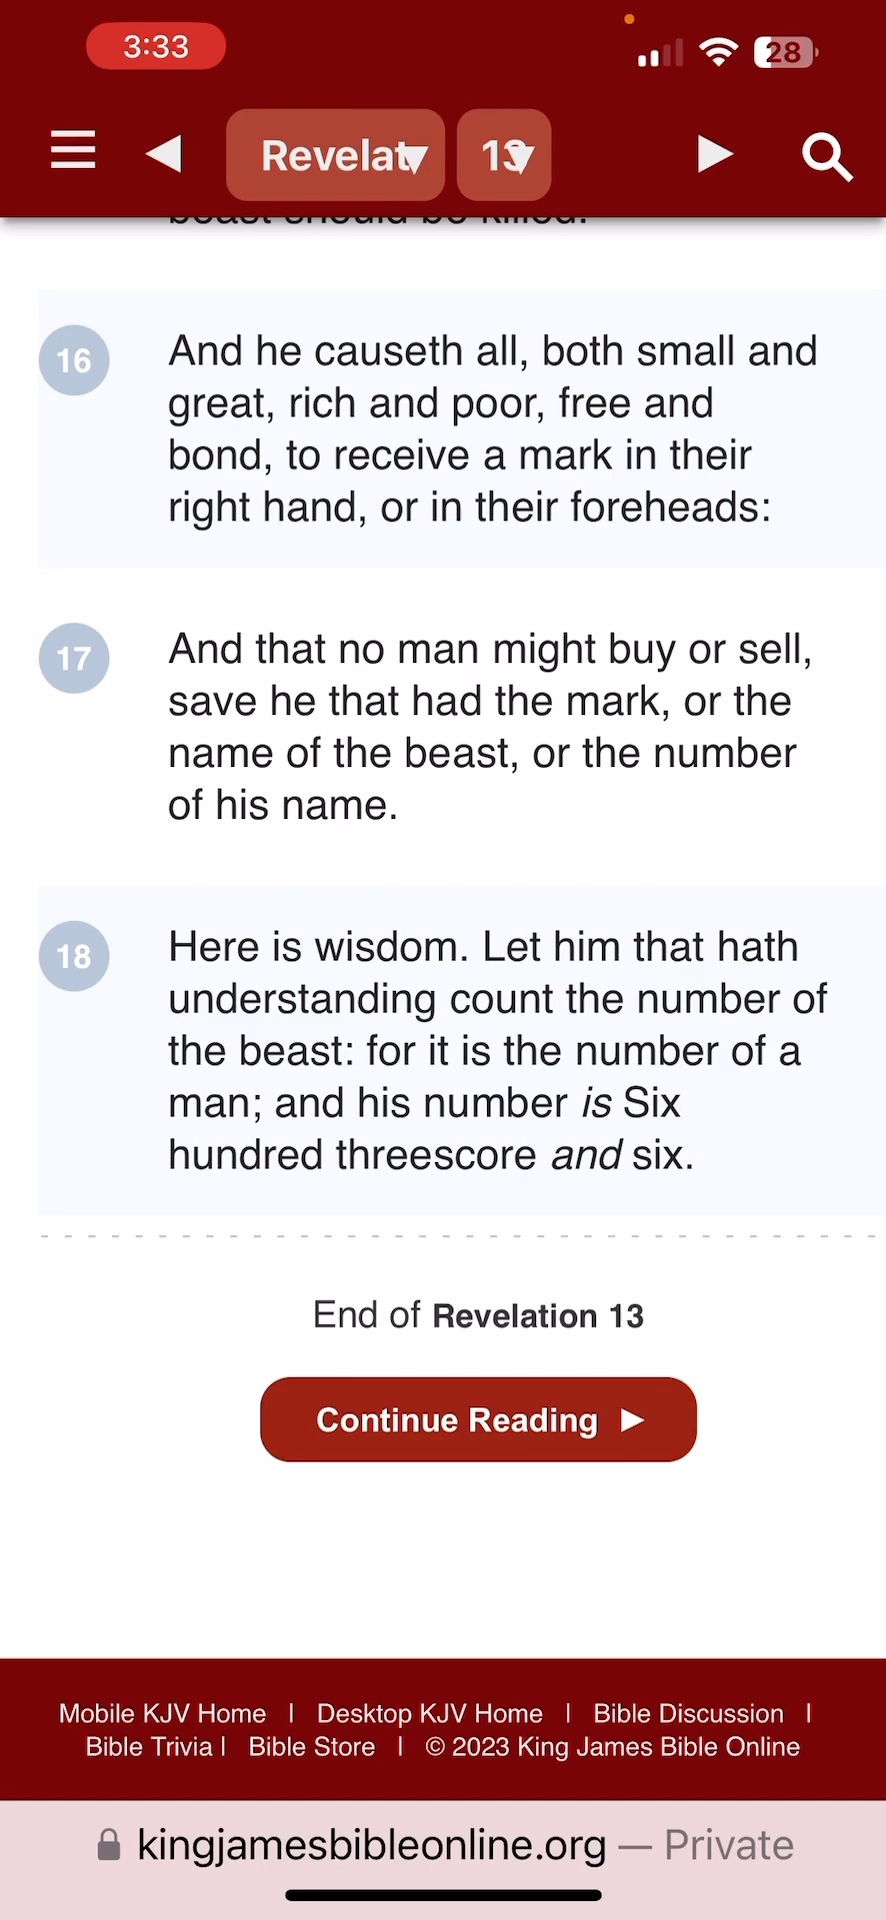 3:33
28
Revelat
13
beast should be killed.
16
And he causeth all, both small and
great, rich and poor, free and
bond, to receive a mark in their
right hand, or in their foreheads:
17
And that no man might buy or sell,
save he that had the mark, or the
name of the beast, or the number
of his name.
18
Here is wisdom. Let him that hath
understanding count the number of
the beast: for it is the number of a
man; and his number is Six
hundred threescore and six.
End of Revelation 13
Continue Reading ►
Mobile KJV Home | Desktop KJV Home | Bible Discussion |
Bible Trivia | Bible Store | © 2023 King James Bible Online
kingjamesbibleonline.org — Private